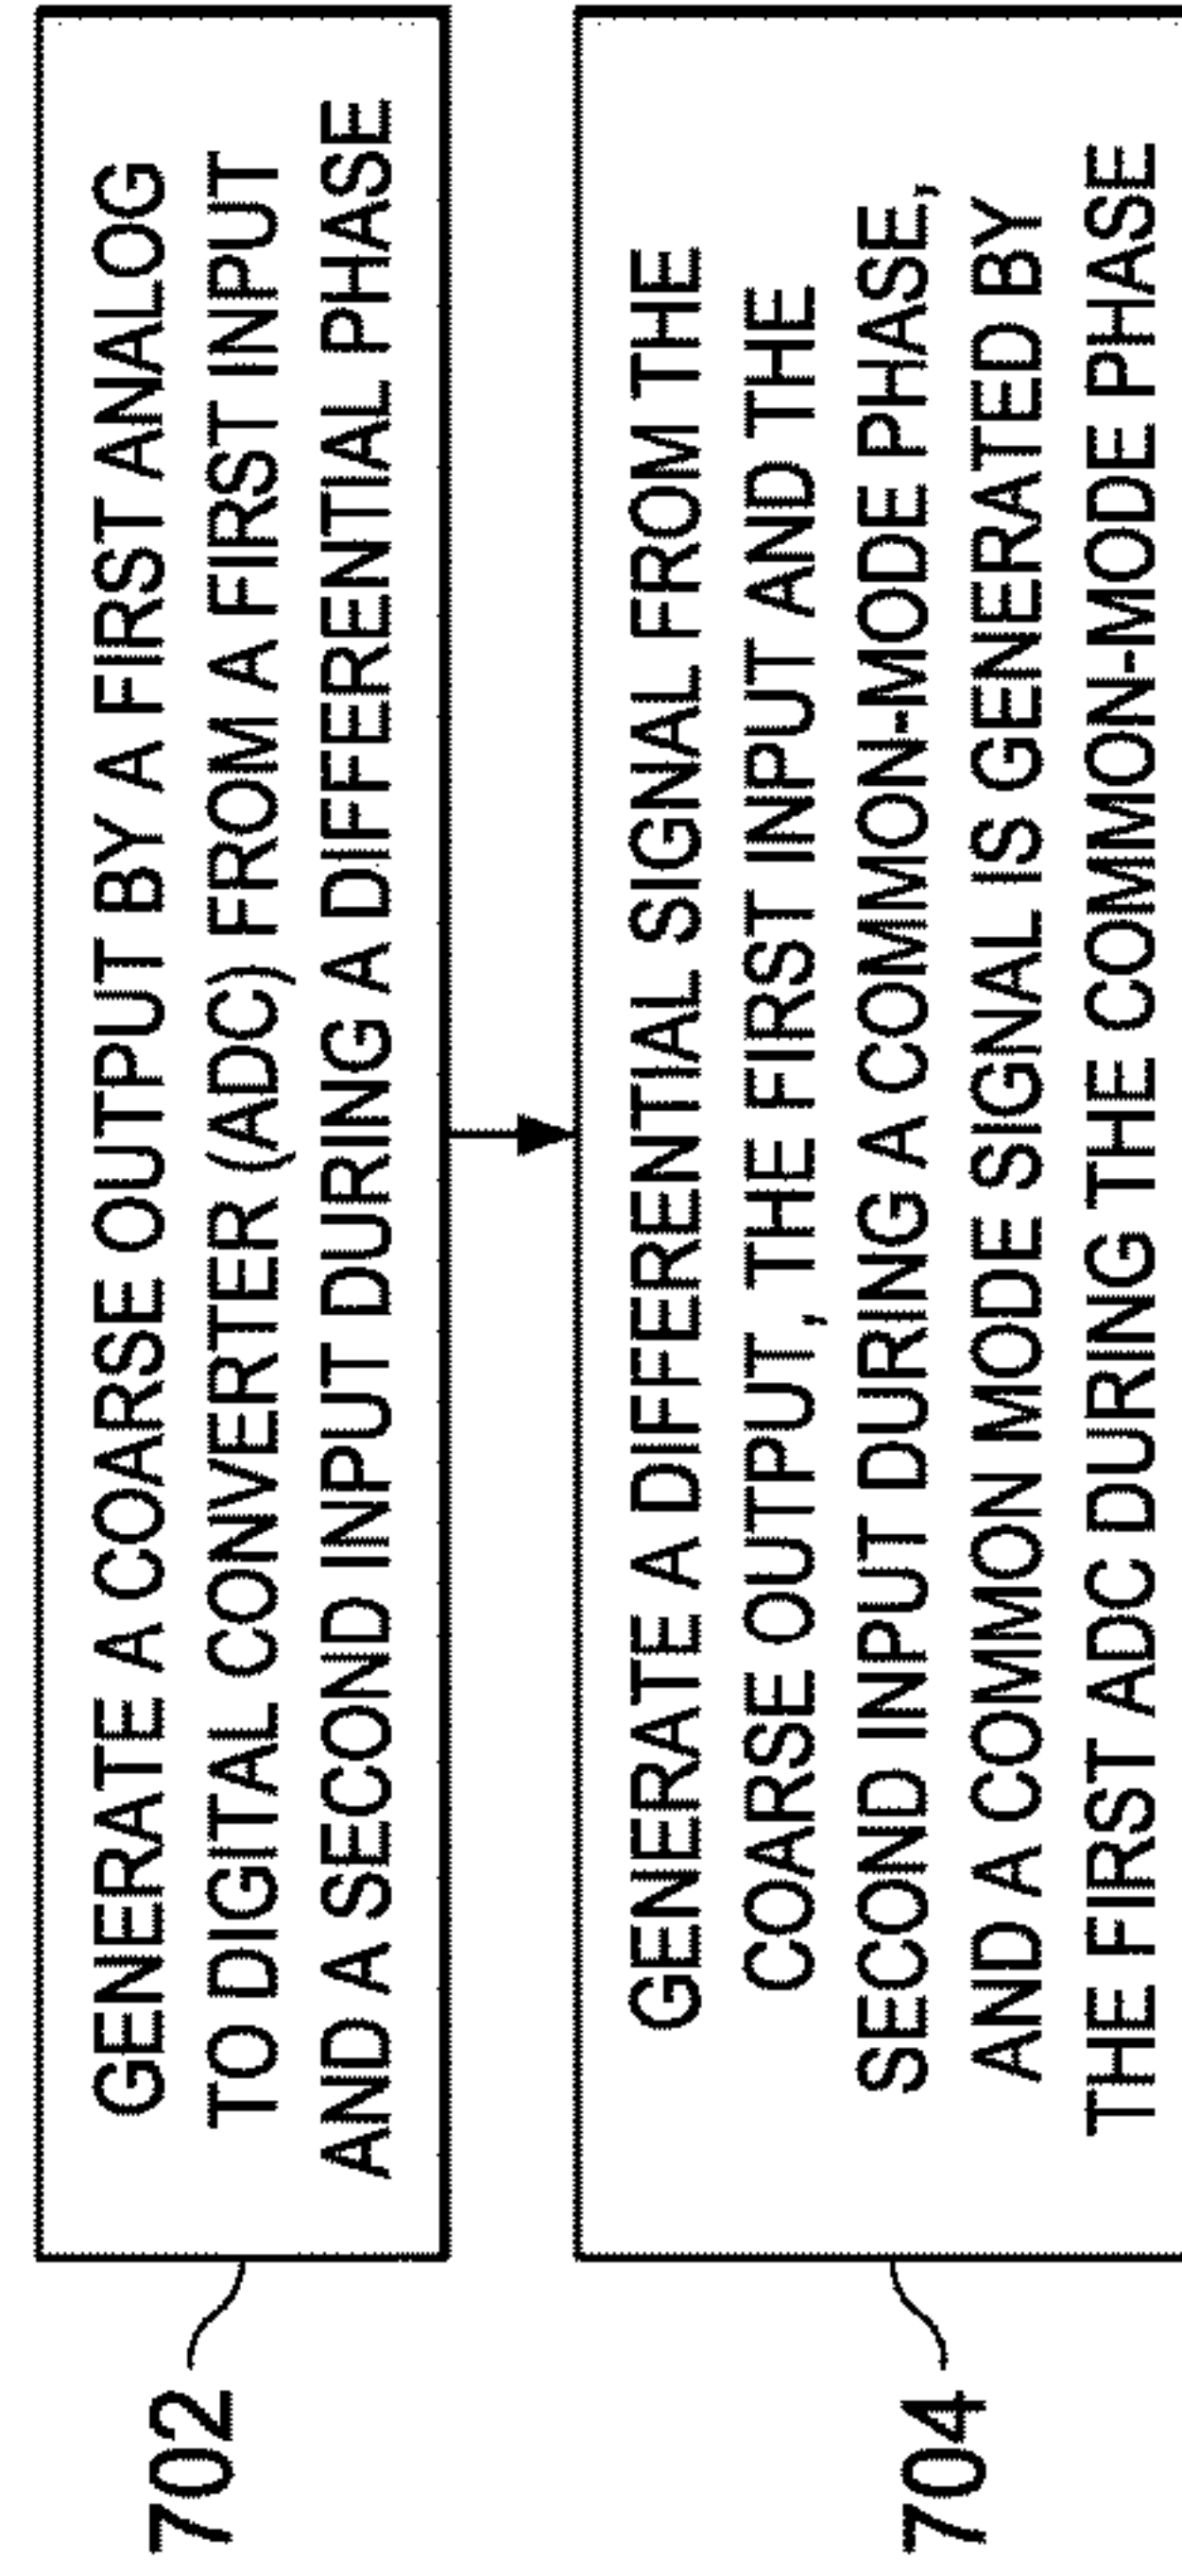 702
GENERATE A COARSE OUTPUT BY A FIRST ANALOG
TO DIGITAL CONVERTER (ADC) FROM A FIRST INPUT
AND A SECOND INPUT DURING A DIFFERENTIAL PHASE
704
GENERATE A DIFFERENTIAL SIGNAL FROM THE
COARSE OUTPUT, THE FIRST INPUT AND THE
SECOND INPUT DURING A COMMON-MODE PHASE,
AND A COMMON MODE SIGNAL IS GENERATED BY
THE FIRST ADC DURING THE COMMON-MODE PHASE